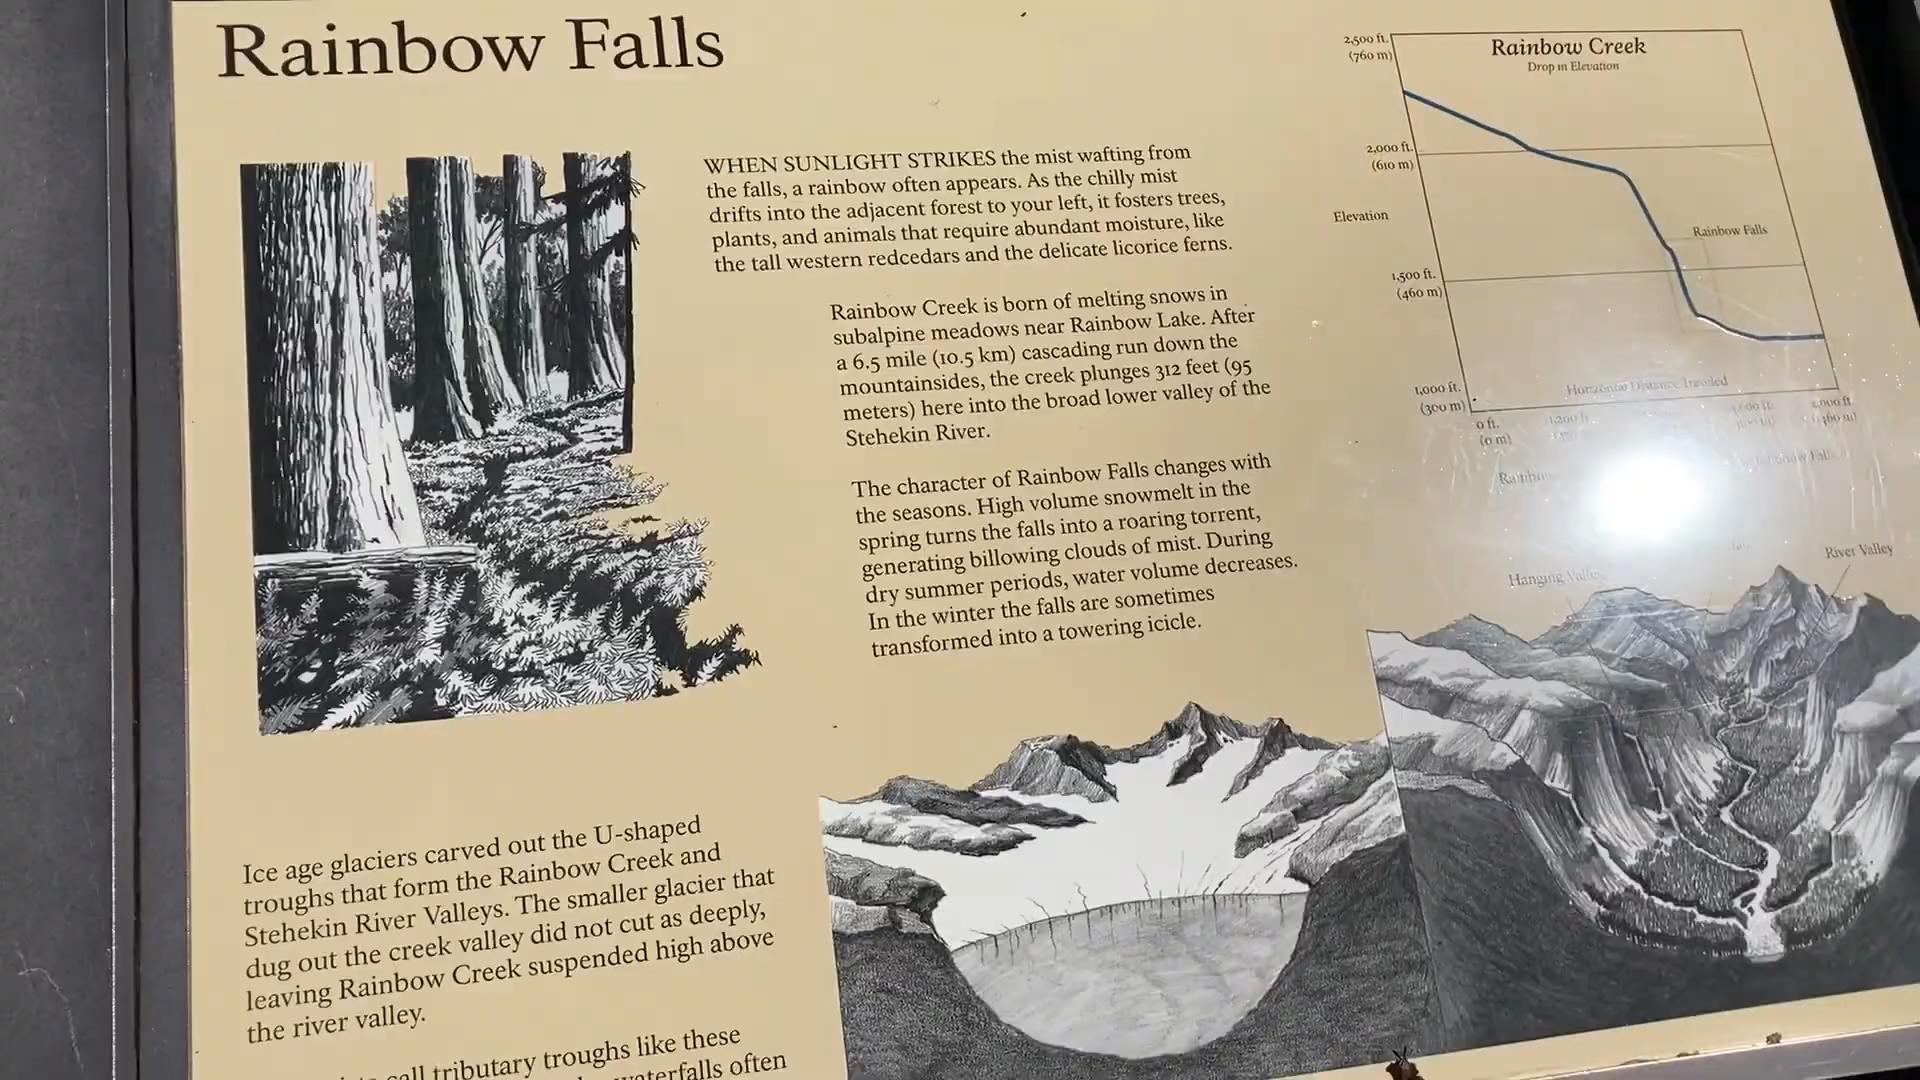 Rainbow Falls
WHEN SUNLIGHT STRIKES the mist wafting from
the falls, a rainbow often appears. As the chilly mist
drifts into the adjacent forest to your left, it fosters trees,
plants, and animals that require abundant moisture, like
the tall western redcedars and the delicate licorice ferns.
Rainbow Creek is born of melting snows in
subalpine meadows near Rainbow Lake. After
a 6.5 mile (10.5 km) cascading run down the
mountainsides, the creek plunges 312 feet (95
meters) here into the broad lower valley of the
Stehekin River.
The character of Rainbow Falls changes with
the seasons. High volume snowmelt in the
spring turns the falls into a roaring torrent,
generating billowing clouds of mist. During
dry summer periods, water volume decreases.
In the winter the falls are sometimes
transformed into a towering icicle.
Ice age glaciers carved out the U-shaped
troughs that form the Rainbow Creek and
Stehekin River Valleys. The smaller glacier that
dug out the creek valley did not cut as deeply,
leaving Rainbow Creek suspended high above
the river valley.
call tributary troughs like these
waterfalls often
Rainbow Creek
Drop in Elevation
2,500 ft.
(760 m)
2,000 ft.
(610 m)
Elevation
Rainbow Falls
1,500 ft.
(460 m)
1,000 ft.
(300 m)
Horizontal Distance Traveled
0 ft.
(0 m)
1,200 ft.
Hanging Valley
River Valley